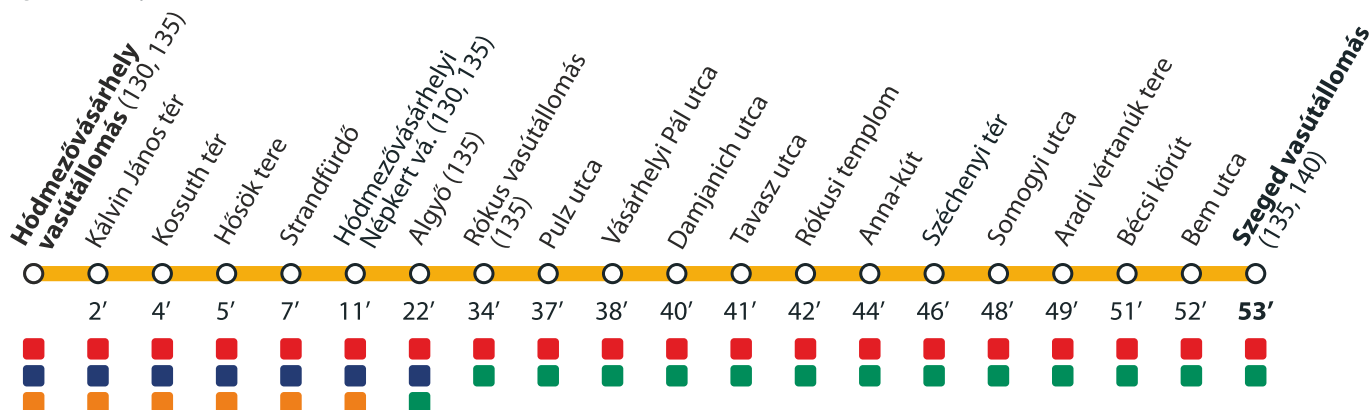 Hódmezővásárhely
vasútállomás (130, 135)
Kálvin János tér
Kossuth tér
Hősök tere
Strandfürdő
Hódmezővásárhelyi
Népkert vá. (130, 135)
Algyő (135)
Rókus vasútállomás
(135)
Pulz utca
Vásárhelyi Pál utca
Damjanich utca
Tavasz utca
Rókusi templom
Anna-kút
Széchenyi tér
Somogyi utca
Aradi vértanúk tere
Bécsi körút
Bem utca
Szeged vasútállomás
(135, 140)
2’ 4’ 5’ 7’ 11’ 22’ 34’ 37’ 38’ 40’ 41’ 42’ 44’ 46’ 48’ 49’ 51’ 52’ 53’